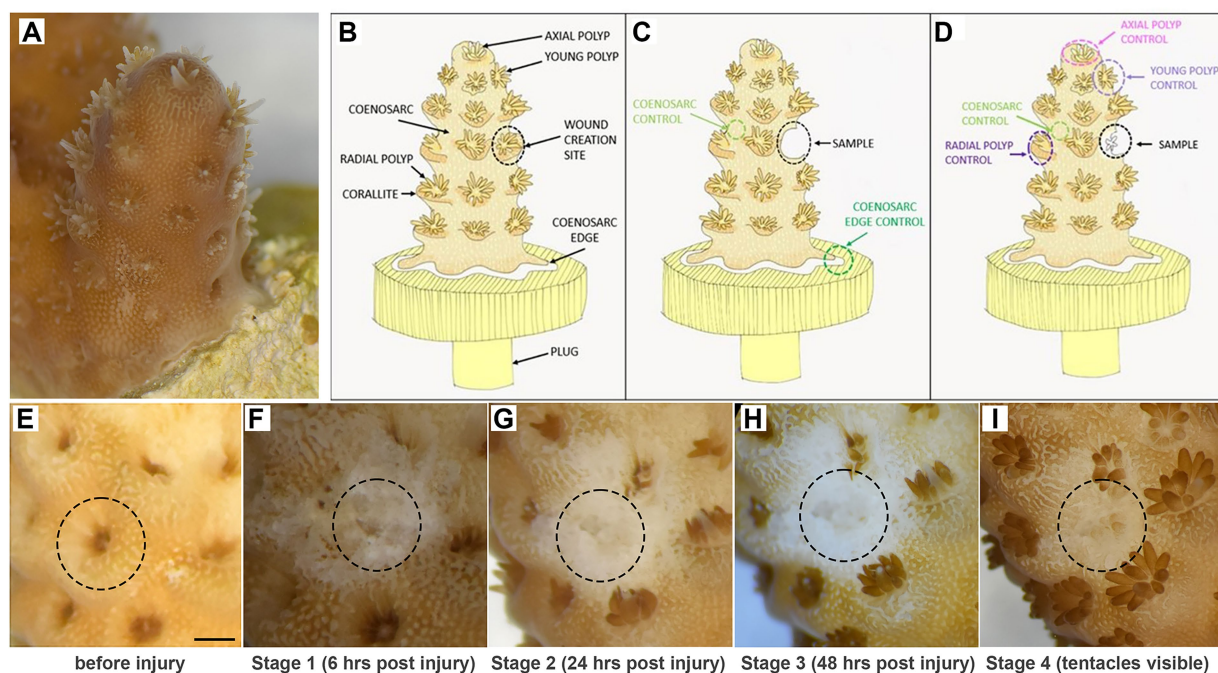 A
B
AXIAL POLYP
YOUNG POLYP
COENOSARC
WOUND
CREATION
SITE
RADIAL POLYP
CORALLITE
COENOSARC
EDGE
PLUG
C
COENOSARC
CONTROL
SAMPLE
COENOSARC
EDGE CONTROL
D
AXIAL POLYP
CONTROL
YOUNG POLYP
CONTROL
COENOSARC
CONTROL
RADIAL POLYP
CONTROL
SAMPLE
E
before injury
F
Stage 1 (6 hrs post injury)
G
Stage 2 (24 hrs post injury)
H
Stage 3 (48 hrs post injury)
I
Stage 4 (tentacles visible)